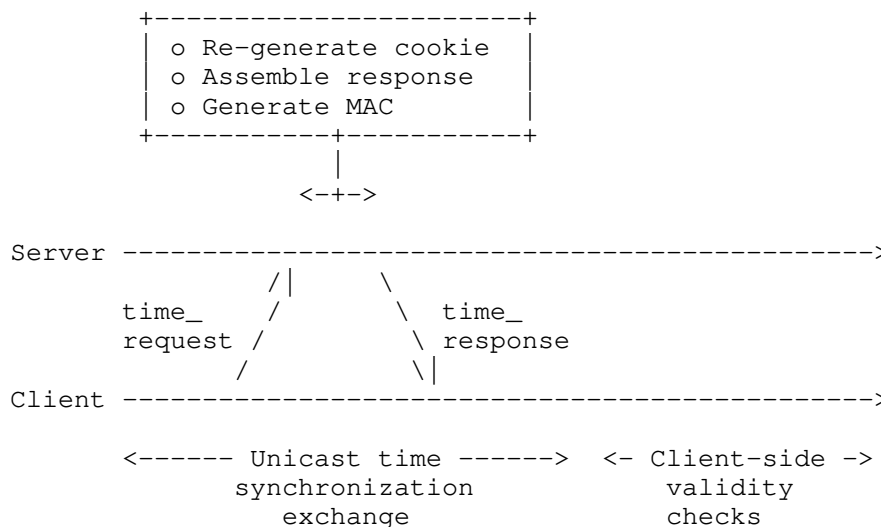 +-----------------------+
| o Re-generate cookie  |
| o Assemble response   |
| o Generate MAC        |
+-----------+-----------+
|
<-+->
Server ----------------------------------------------->
/|     \
time_     /       \  time_
request /         \ response
/           \|
Client ----------------------------------------------->
<------ Unicast time ------>  <- Client-side ->
synchronization          validity
exchange             checks